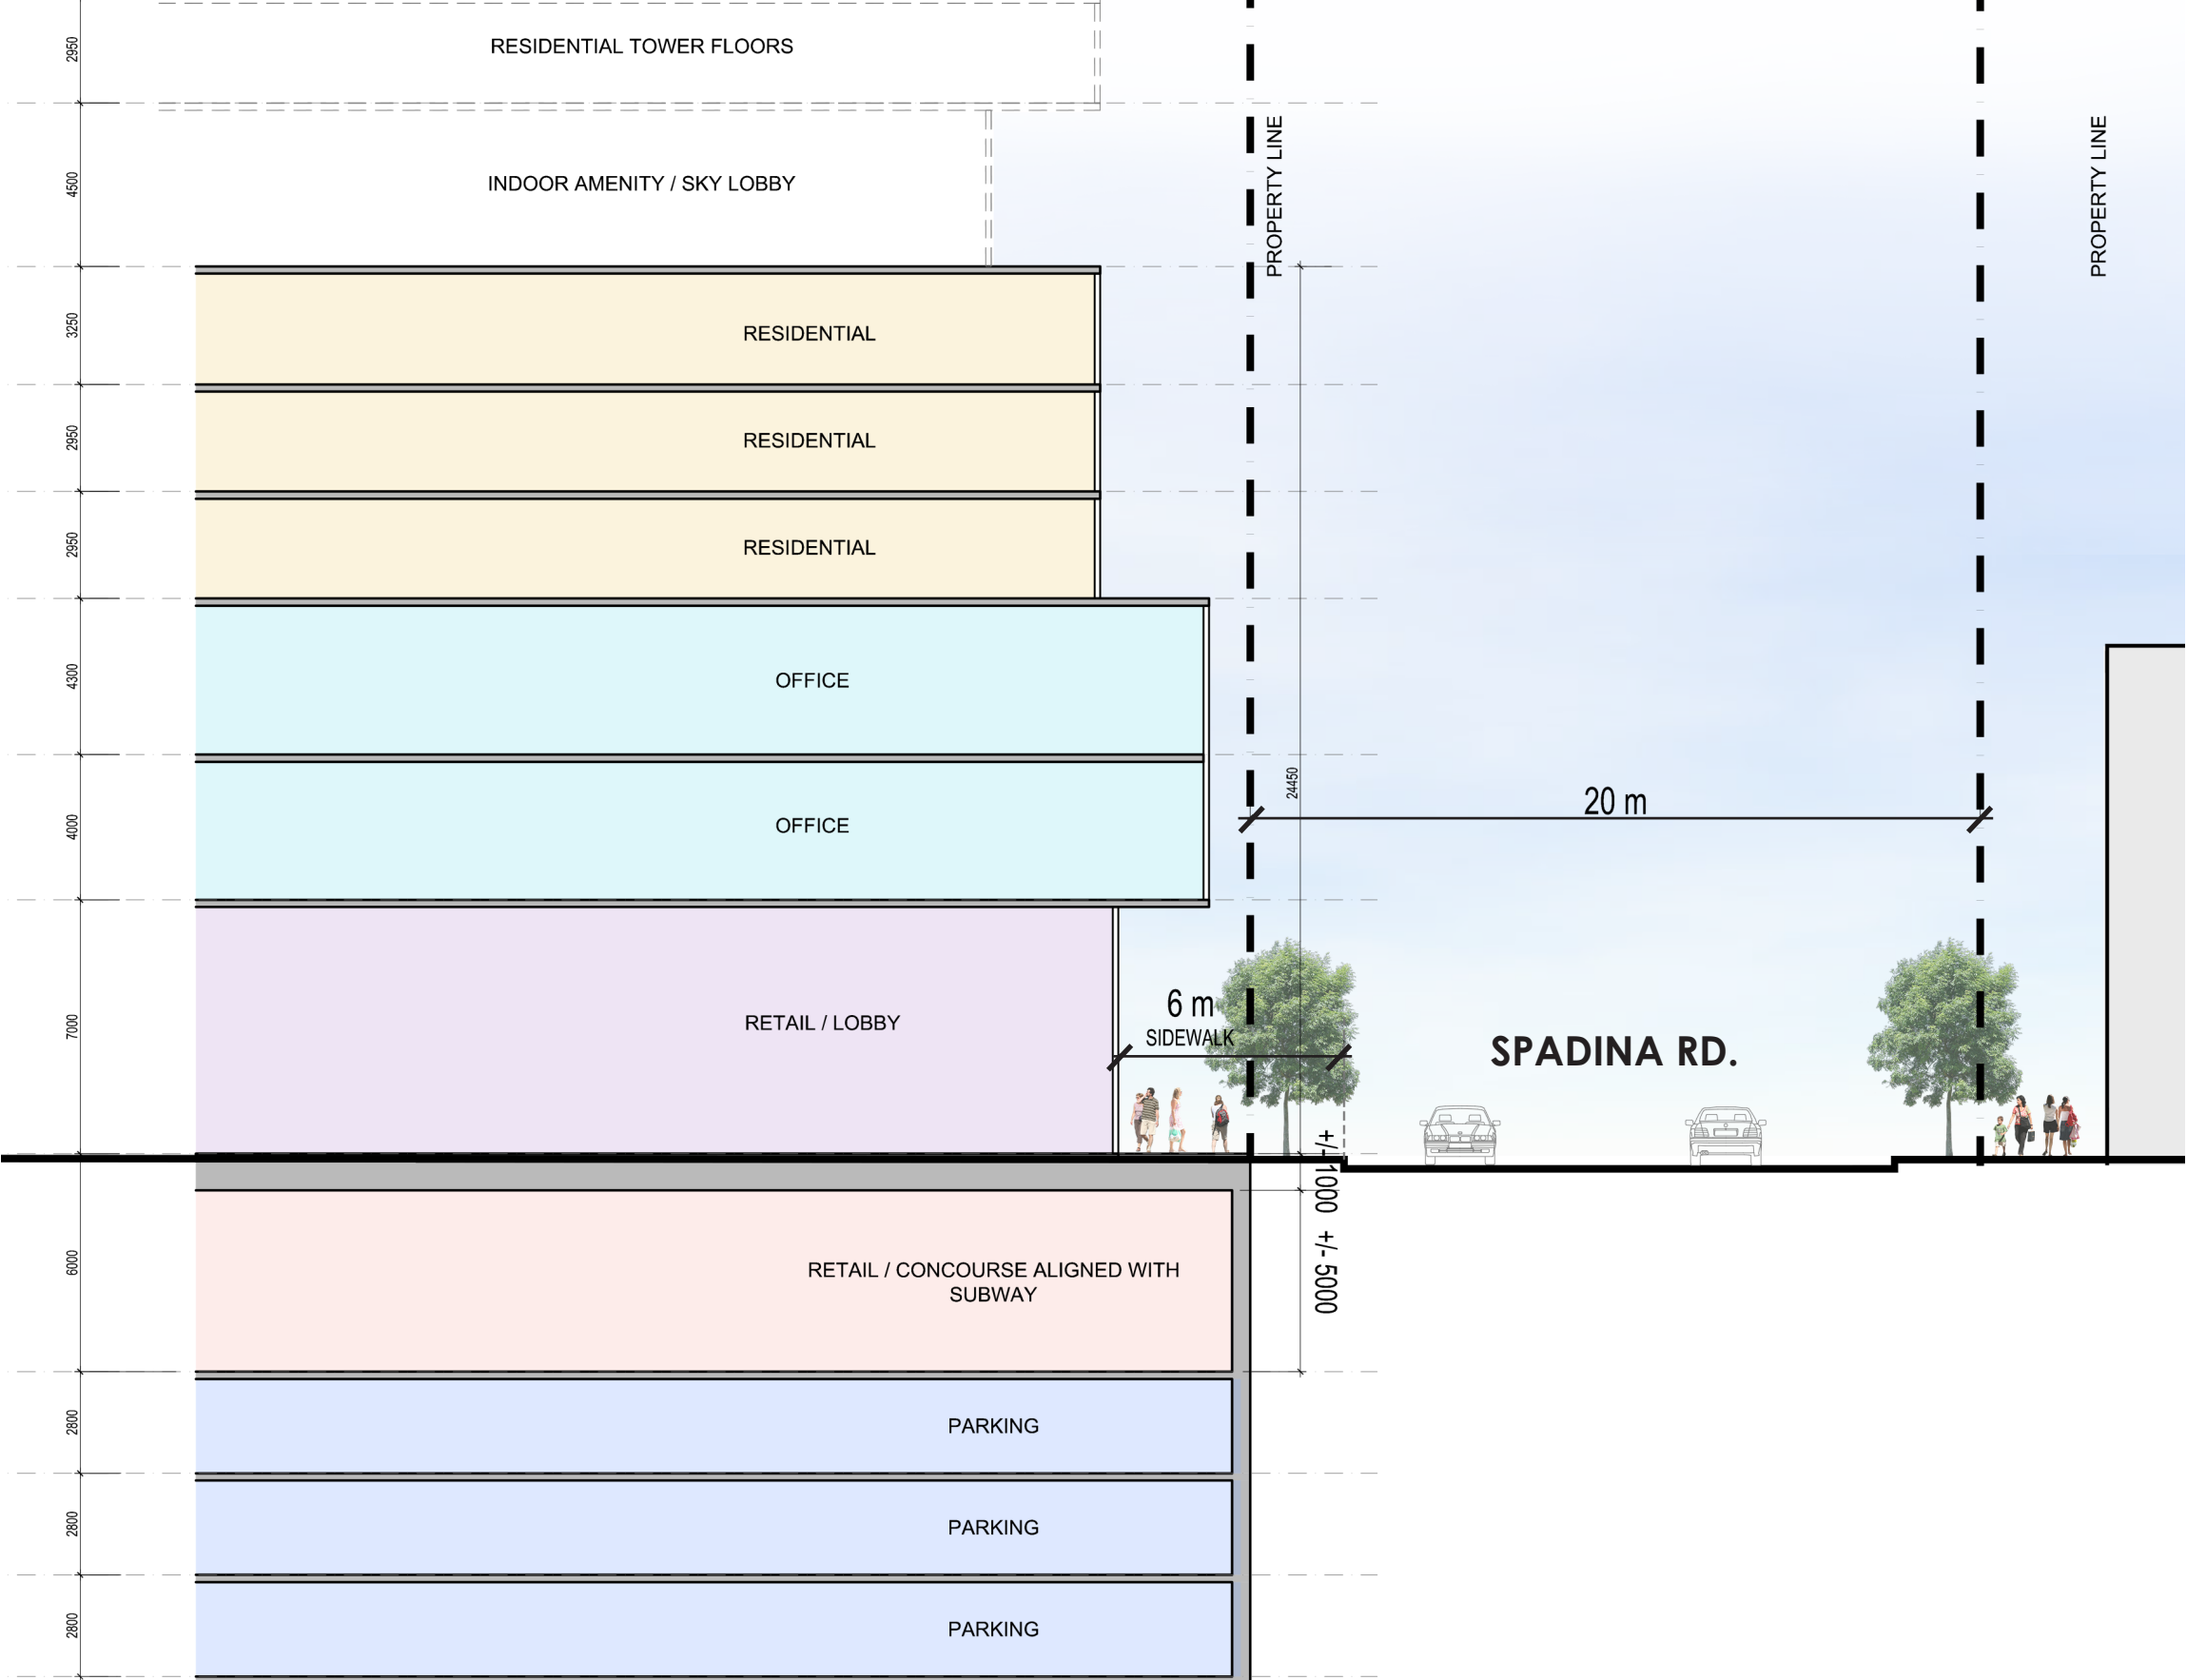 2950
RESIDENTIAL TOWER FLOORS
4500
INDOOR AMENITY / SKY LOBBY
PROPERTY LINE
PROPERTY LINE
3250
RESIDENTIAL
2950
RESIDENTIAL
2950
RESIDENTIAL
4300
OFFICE
24450
20 m
4000
OFFICE
7000
RETAIL / LOBBY
6 m
SIDEWALK
SPADINA RD.
+/-1000
+/- 5000
6000
RETAIL / CONCOURSE ALIGNED WITH
SUBWAY
2800
PARKING
2800
PARKING
2800
PARKING